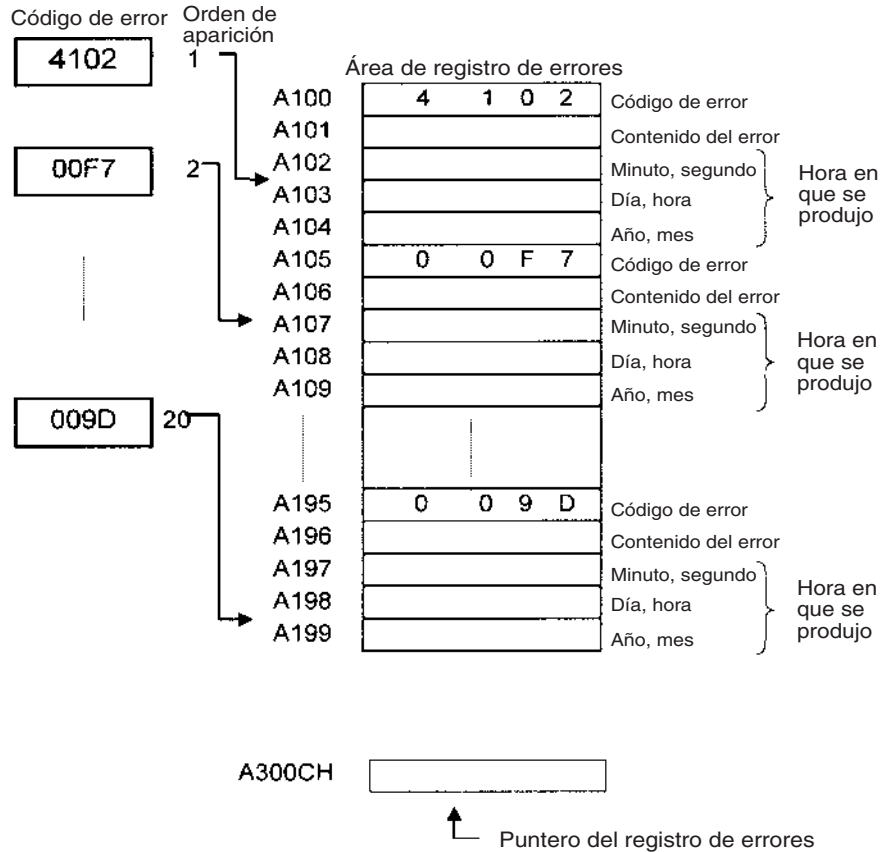 Código de error
Orden de
aparición
4102
1
Área de registro de errores
A100 4 1 0 2 Código de error
A101 Contenido del error
00F7
2
A102 Minuto, segundo
A103 Día, hora
A104 Año, mes
Hora en
que se
produjo
A105 0 0 F 7 Código de error
A106 Contenido del error
A107 Minuto, segundo
A108 Día, hora
A109 Año, mes
Hora en
que se
produjo
009D
20
A195 0 0 9 D Código de error
A196 Contenido del error
A197 Minuto, segundo
A198 Día, hora
A199 Año, mes
Hora en
que se
produjo
A300CH
Puntero del registro de errores